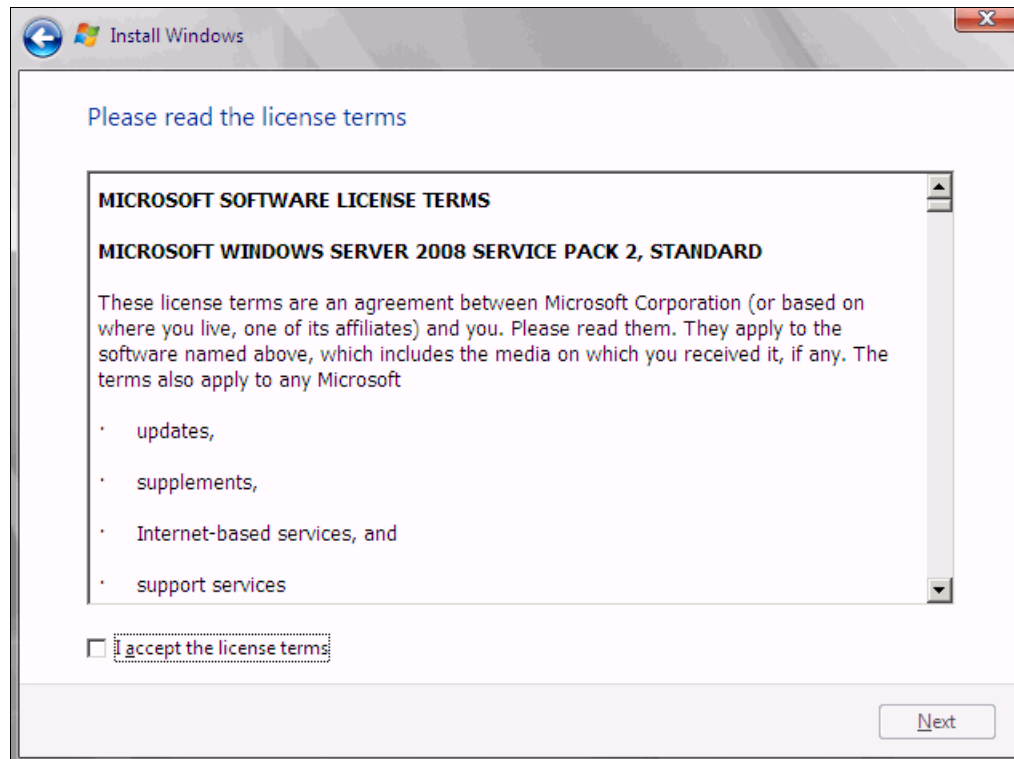 Install Windows
Please read the license terms
MICROSOFT SOFTWARE LICENSE TERMS
MICROSOFT WINDOWS SERVER 2008 SERVICE PACK 2, STANDARD
These license terms are an agreement between Microsoft Corporation (or based on
where you live, one of its affiliates) and you. Please read them. They apply to the
software named above, which includes the media on which you received it, if any. The
terms also apply to any Microsoft
· updates,
· supplements,
· Internet-based services, and
· support services
I accept the license terms
Next